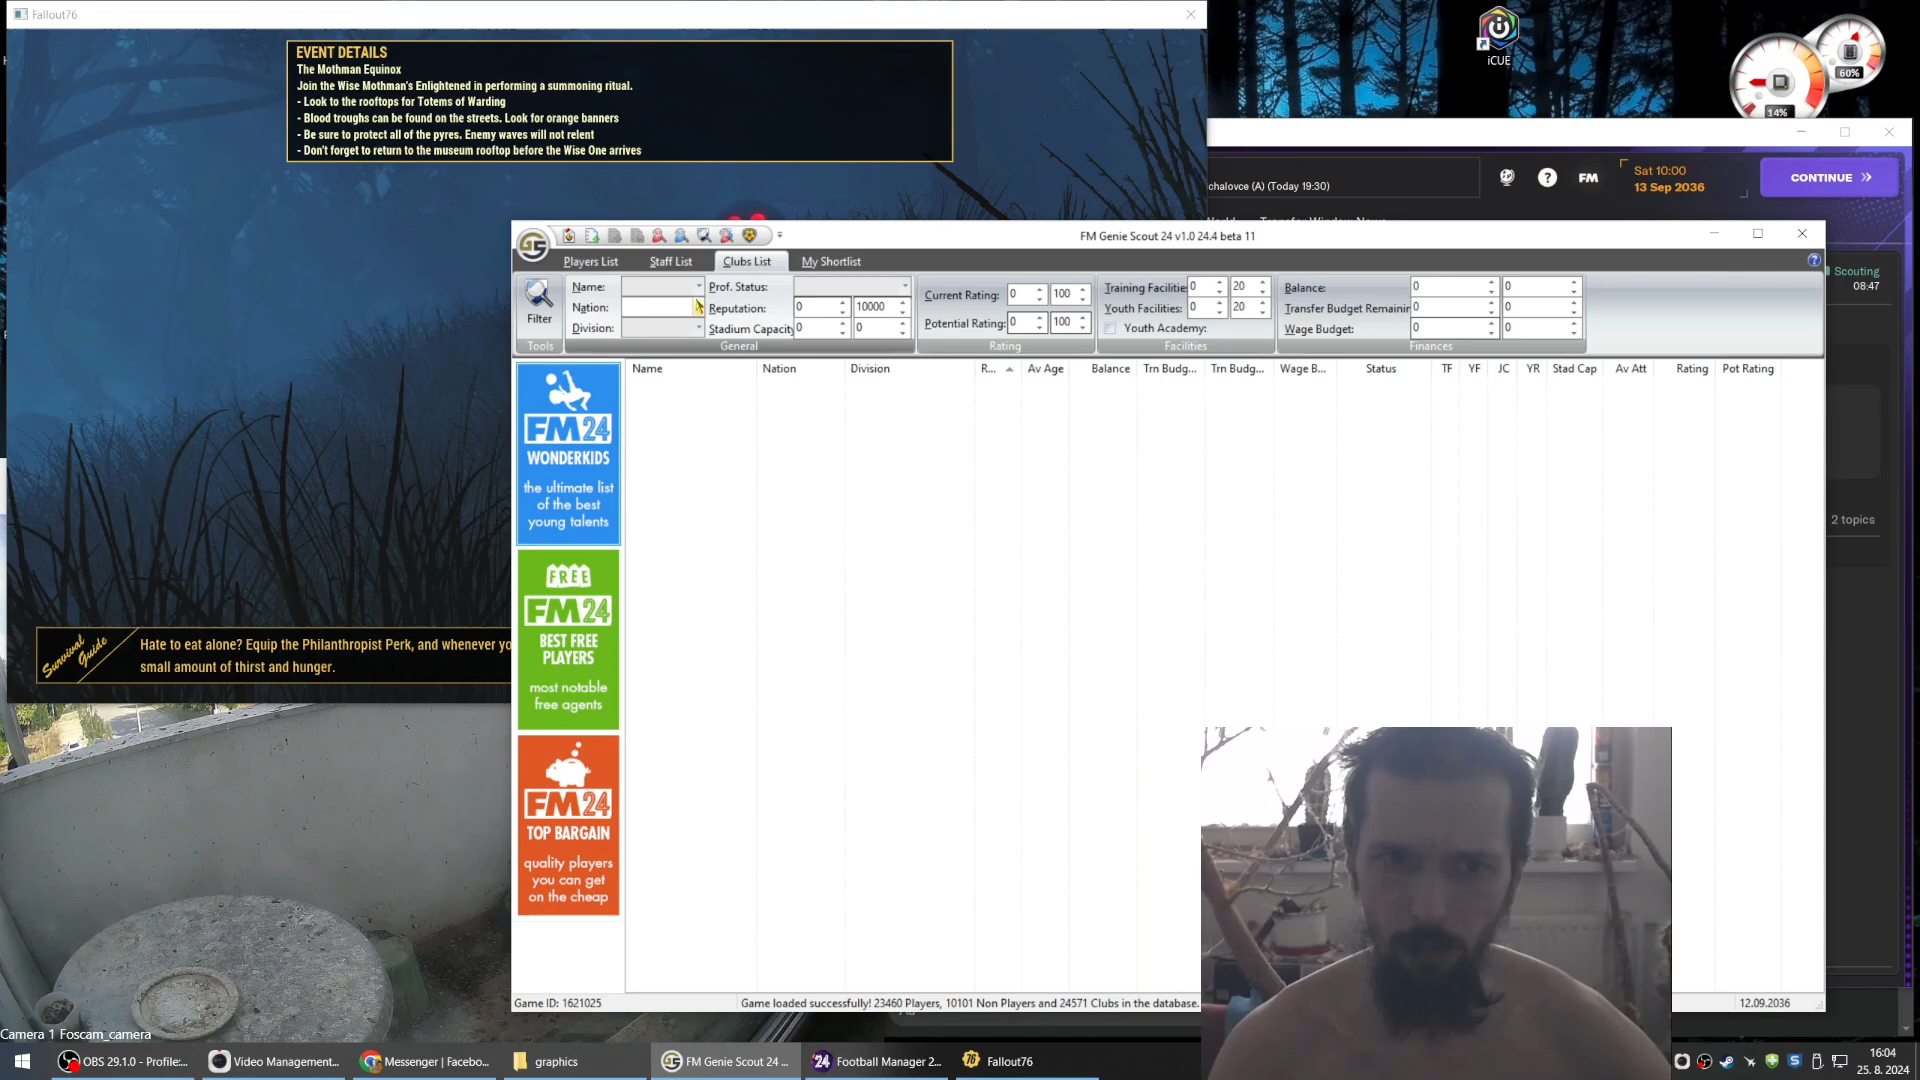 Fallout76
EVENT DETAILS
The Mothman Equinox
Join the Wise Mothman's Enlightened in performing a summoning ritual.
- Look to the rooftops for Totems of Warding
- Blood troughs can be found on the streets. Look for orange banners
- Be sure to protect all of the pyres. Enemy waves will not relent
- Don't forget to return to the museum rooftop before the Wise One arrives
iCUE
60%
14%
chalovce (A) (Today 19:30)
FM
Sat 10:00
13 Sep 2036
CONTINUE
FM Genie Scout 24 v1.0 24.4 beta 11
Players List Staff List Clubs List My Shortlist
Scouting
08:47
Name: Prof. Status:
Nation: Reputation: 0 10000
Division: Stadium Capacity 0 0
Filter
Tools
General
Current Rating: 0 100
Potential Rating: 0 100
Rating
Training Facilitie 0 20
Youth Facilities: 0 20
Youth Academy:
Facilities
Balance: 0 0
Transfer Budget Remainin 0 0
Wage Budget: 0 0
Finances
Name Nation Division R... Av Age Balance Trn Budg... Trn Budg... Wage B... Status TF YF JC YR Stad Cap Av Att Rating Pot Rating
FM24
WONDERKIDS
the ultimate list
of the best
young talents
2 topics
FREE
FM24
BEST FREE
PLAYERS
most notable
free agents
Survival
Guide
Hate to eat alone? Equip the Philanthropist Perk, and whenever yo
small amount of thirst and hunger.
FM24
TOP BARGAIN
quality players
you can get
on the cheap
Game ID: 1621025
Game loaded successfully! 23460 Players, 10101 Non Players and 24571 Clubs in the database.
12.09.2036
Camera 1 Foscam_camera
OBS 29.1.0 - Profile:...
Video Management...
Messenger | Facebo...
graphics
FM Genie Scout 24 ...
Football Manager 2...
Fallout76
16:04
25. 8. 2024